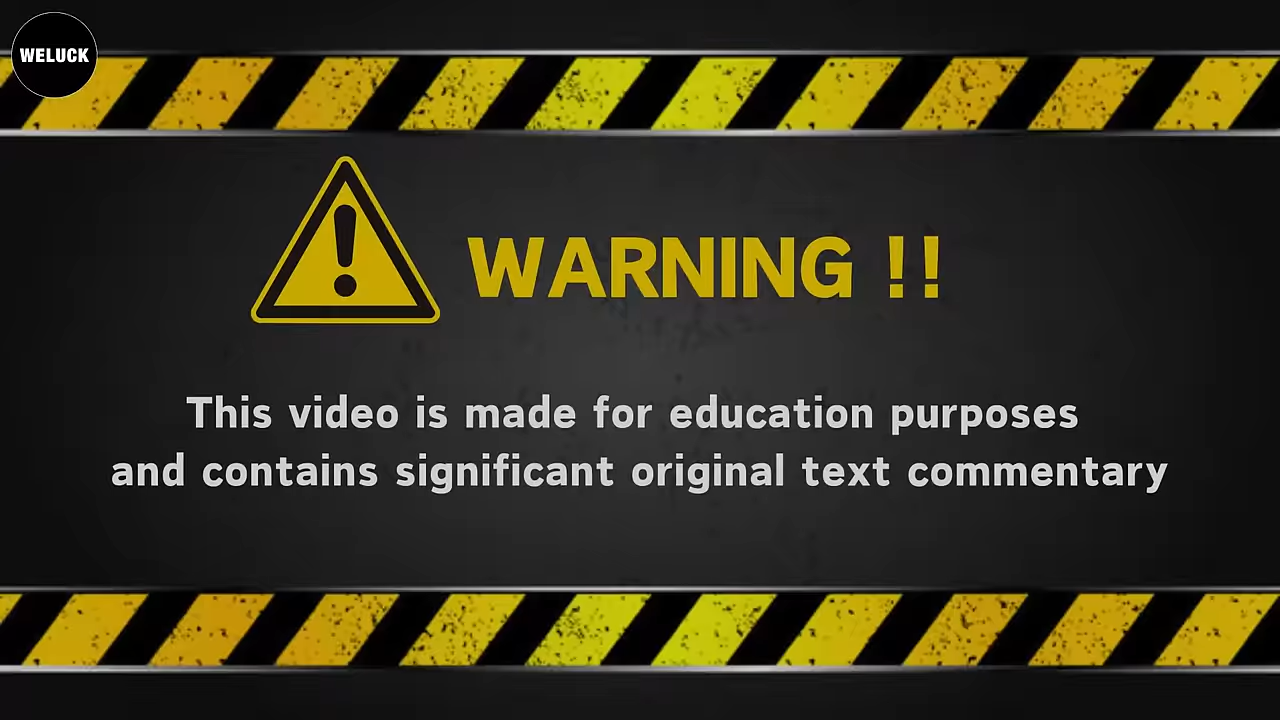 WELUCK
WARNING !!
This video is made for education purposes
and contains significant original text commentary